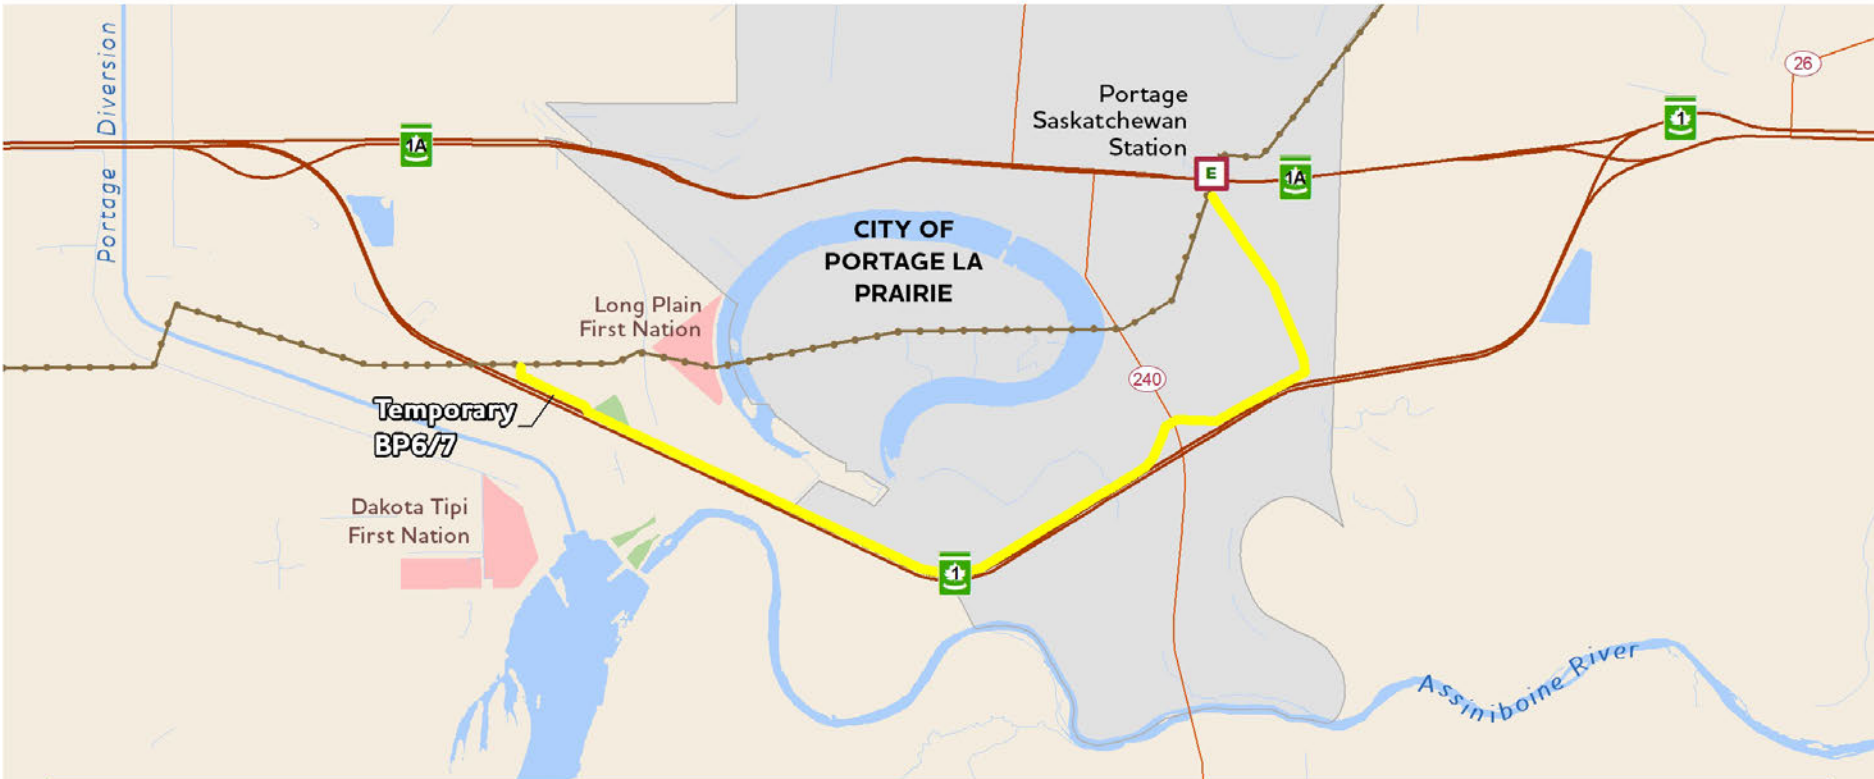 Portage Diversion
1A
Portage
Saskatchewan
Station
E
1A
1
26
CITY OF
PORTAGE LA
PRAIRIE
Long Plain
First Nation
240
Temporary
BP6/7
Dakota Tipi
First Nation
1
Assiniboine River